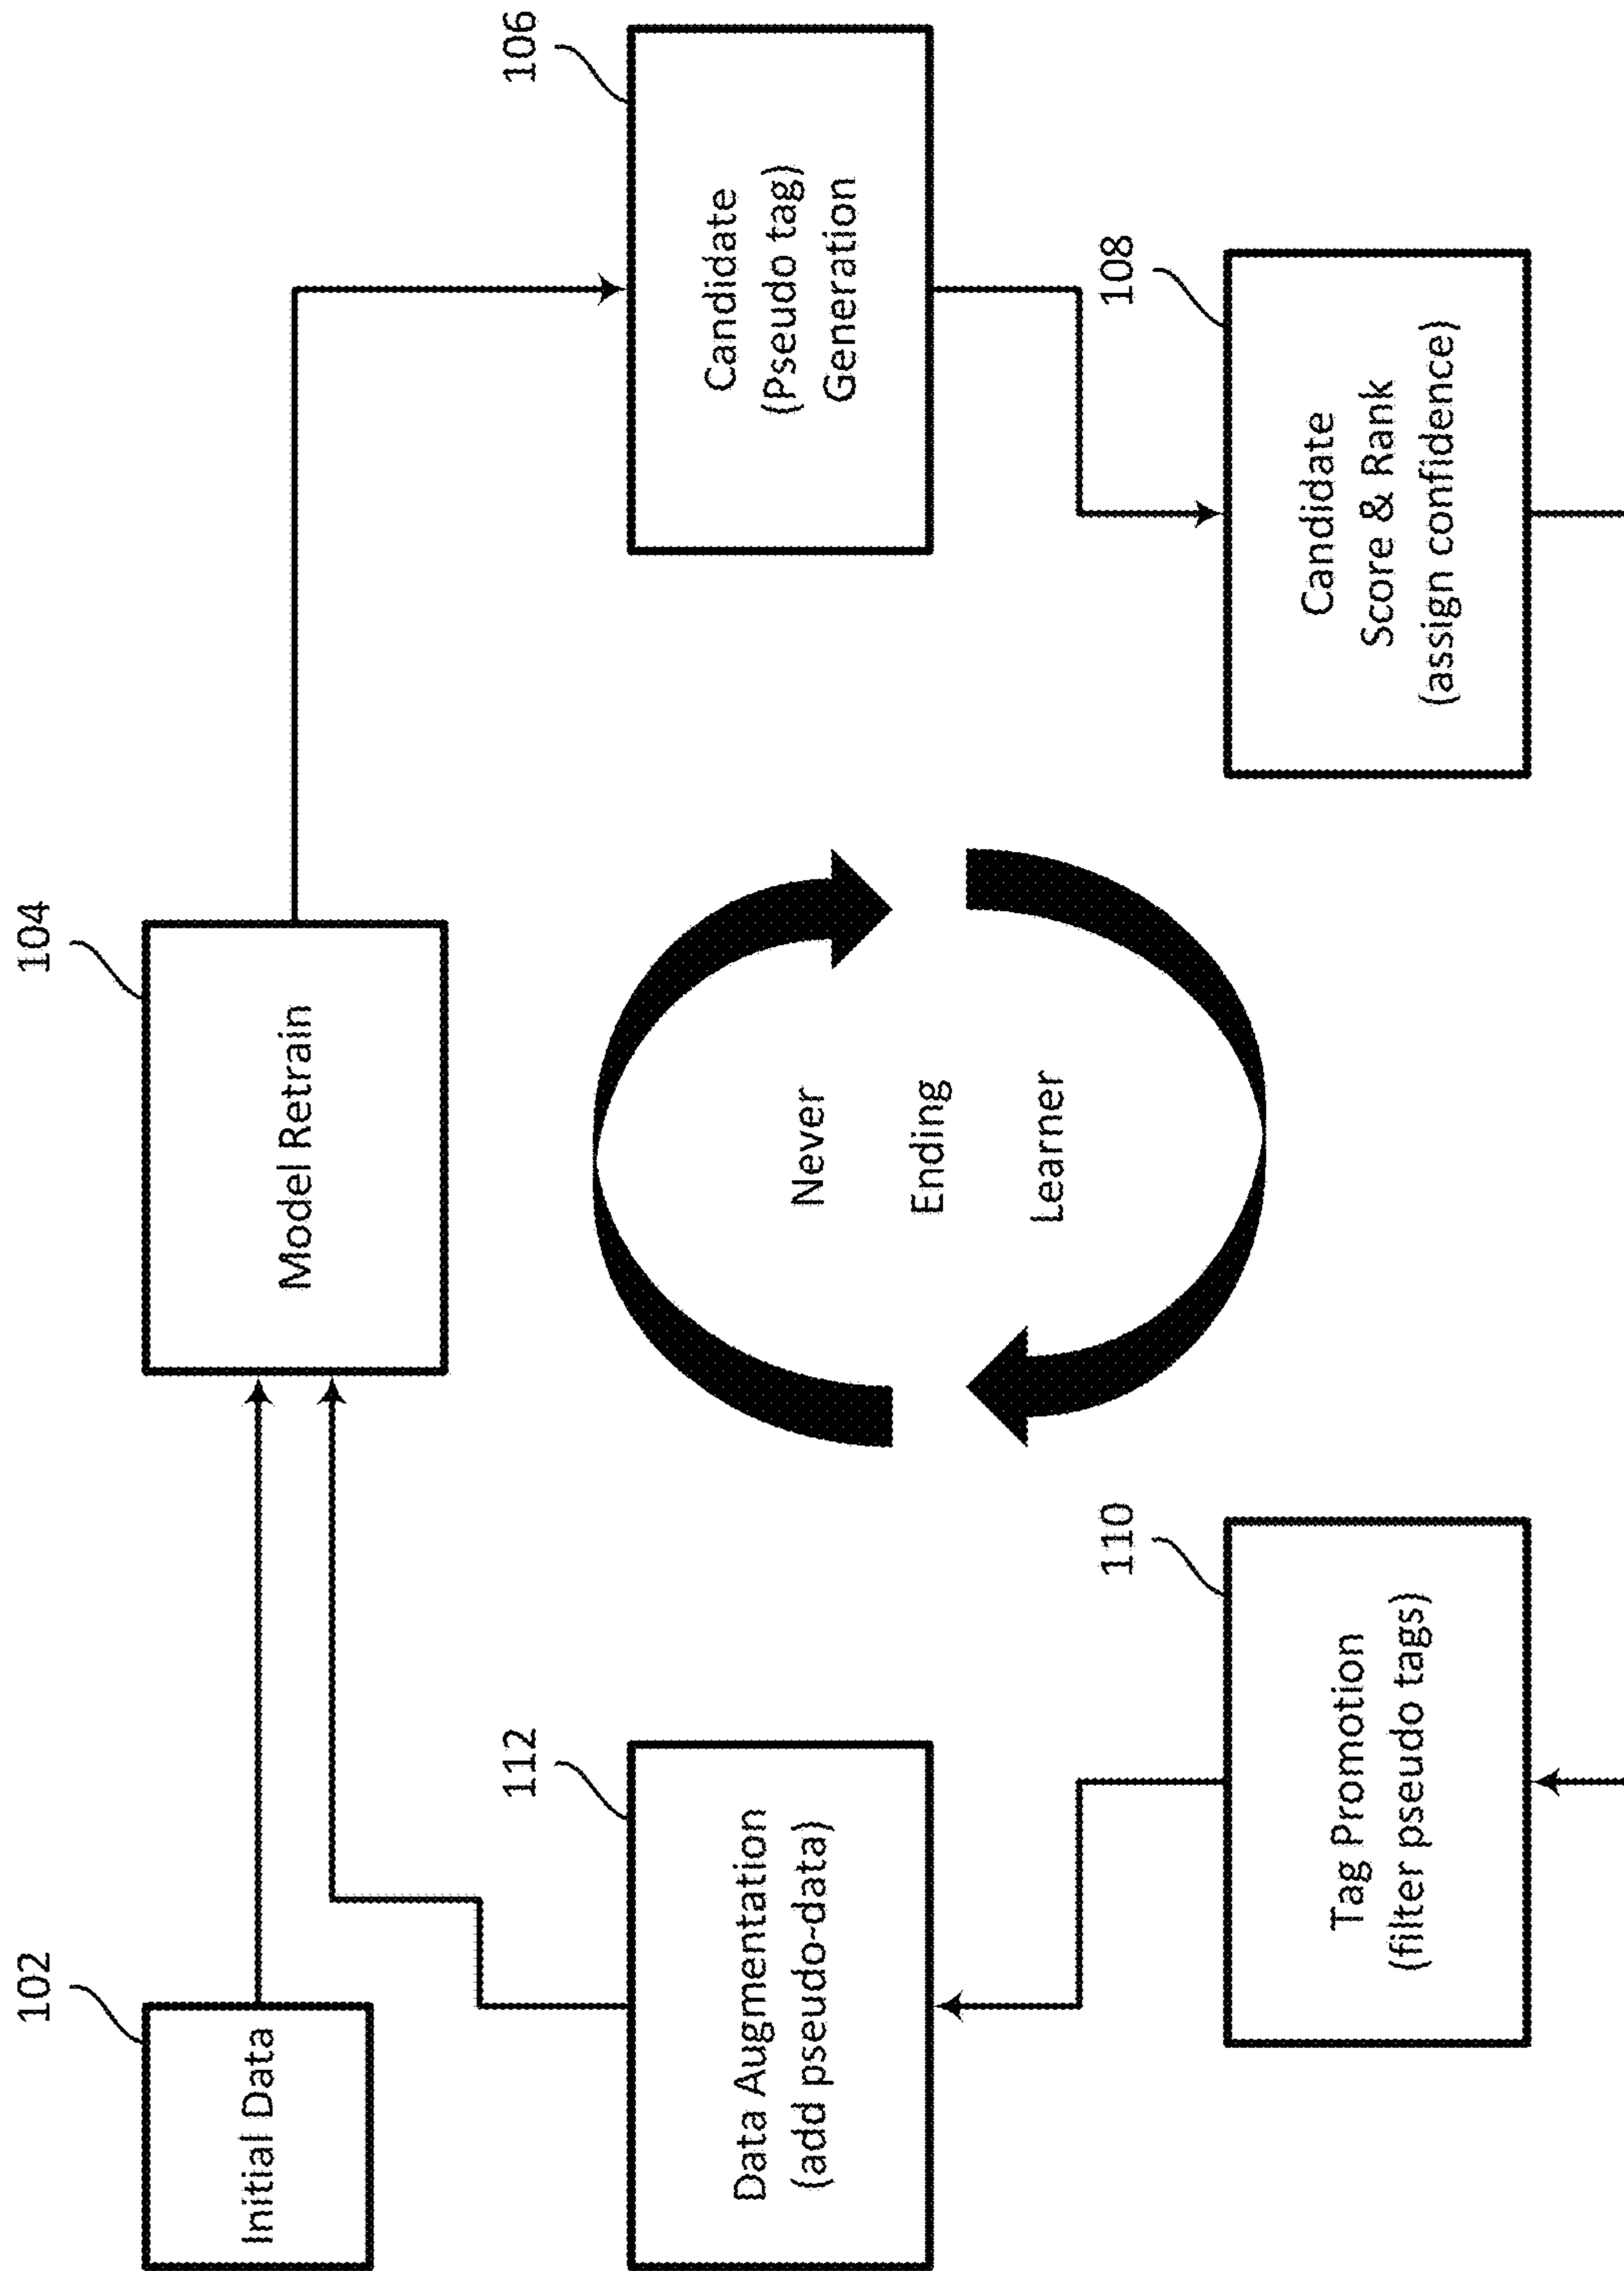 102
Initial Data
104
Model Retrain
106
Candidate
(Pseudo tag)
Generation
108
Candidate
Score & Rank
(assign confidence)
110
Tag Promotion
(filter pseudo tags)
112
Data Augmentation
(add pseudo-data)
Never
Ending
Learner